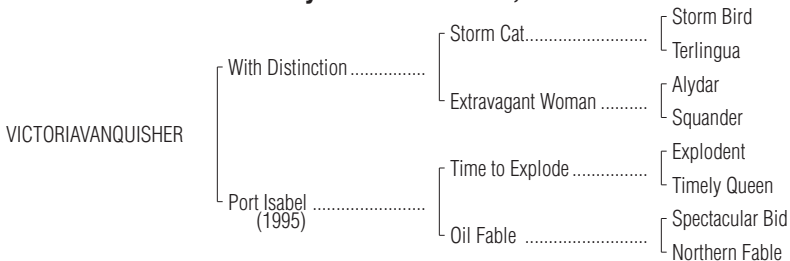 Storm Bird
Storm Cat..............................
Terlingua
With Distinction ................
Alydar
Extravagant Woman ..........
Squander
VICTORIAVANQUISHER
Explodent
Time to Explode..................
Timely Queen
Port Isabel ........................
(1995)
Spectacular Bid
Oil Fable .............................
Northern Fable